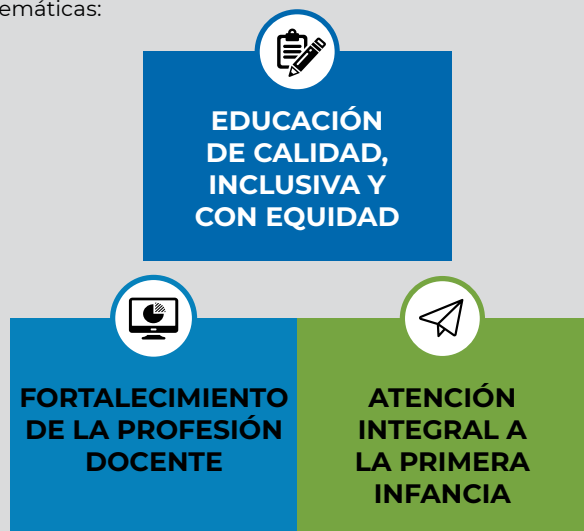 emáticas:
EDUCACIÓN
DE CALIDAD,
INCLUSIVA Y
CON EQUIDAD
FORTALECIMIENTO
DE LA PROFESIÓN
DOCENTE
ATENCIÓN
INTEGRAL A
LA PRIMERA
INFANCIA